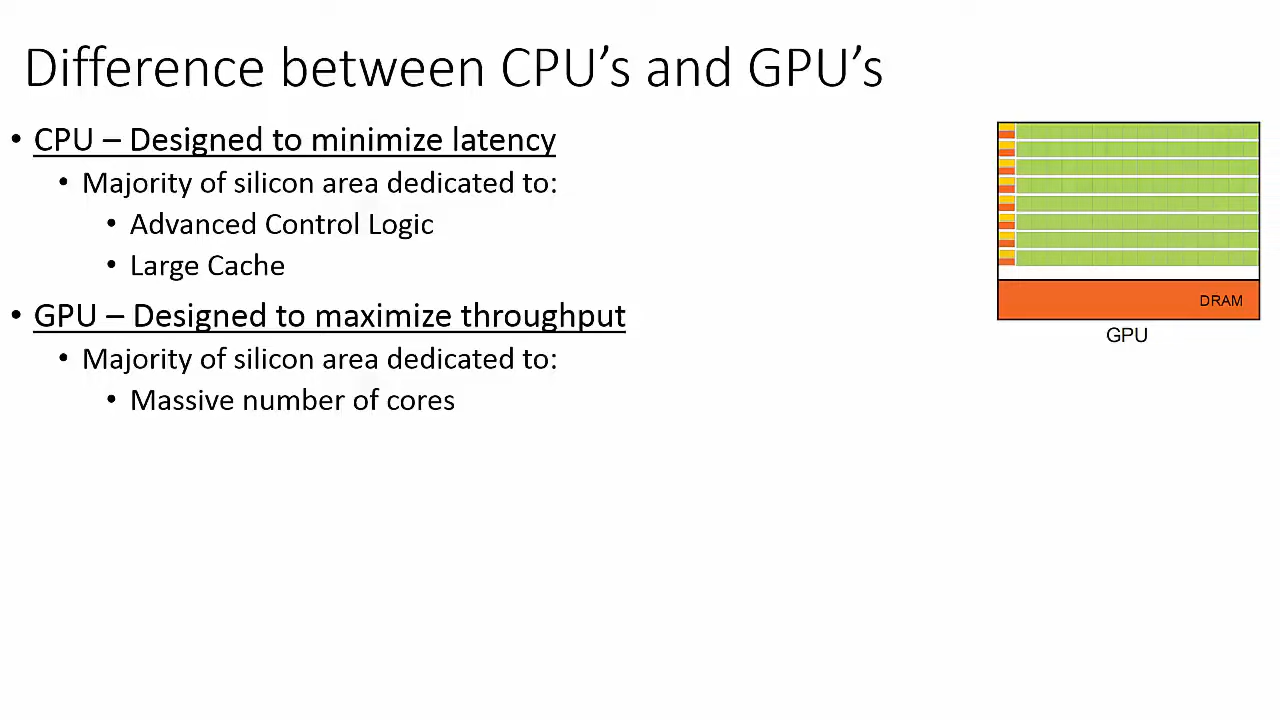 Difference between CPU’s and GPU’s
• CPU – Designed to minimize latency
• Majority of silicon area dedicated to:
• Advanced Control Logic
• Large Cache
• GPU – Designed to maximize throughput
• Majority of silicon area dedicated to:
• Massive number of cores
DRAM
GPU